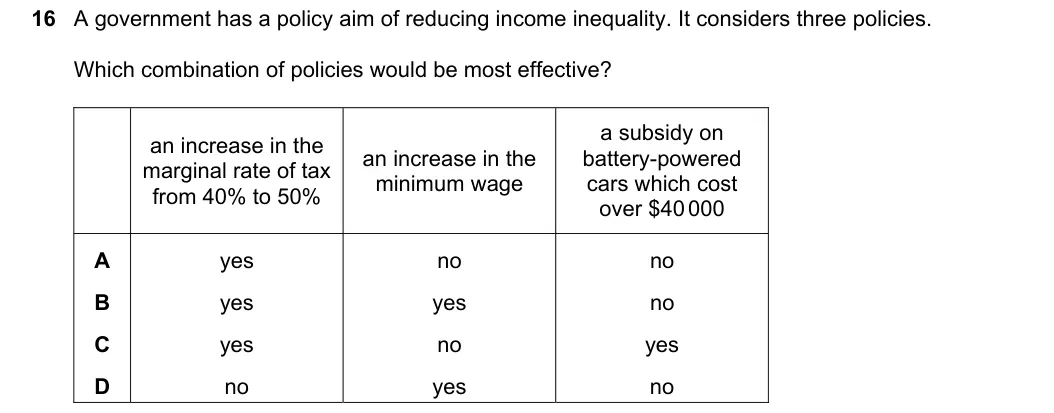 16 A government has a policy aim of reducing income inequality. It considers three policies.
Which combination of policies would be most effective?
an increase in the
marginal rate of tax
from 40% to 50%
an increase in the
minimum wage
a subsidy on
battery-powered
cars which cost
over $40 000
A yes no no
B yes yes no
C yes no yes
D no yes no